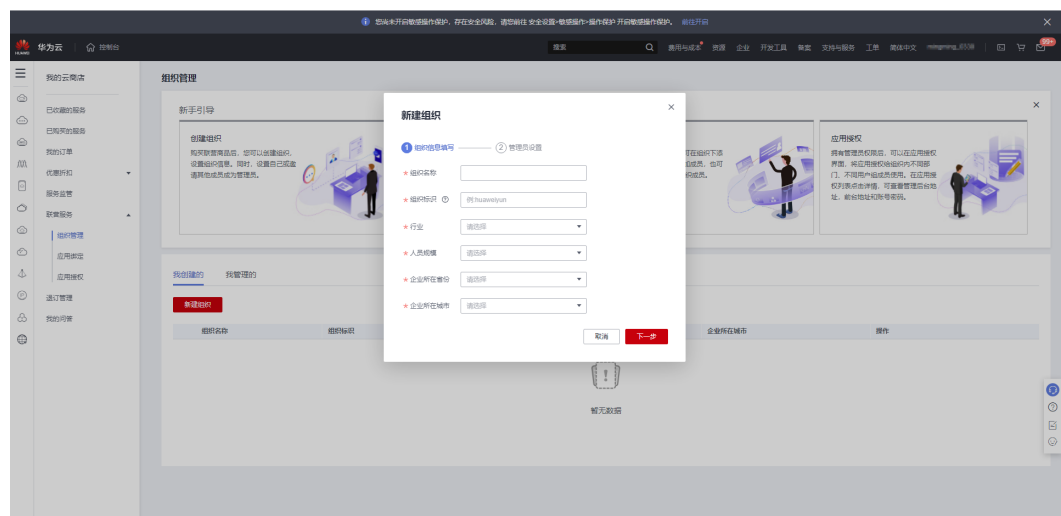 您尚未开启敏感操作保护，存在安全风险，请您前往 安全设置>敏感操作>操作保护 开启敏感操作保护。 前往开启
HUAWEI 华为云 控制台 搜索 费用与成本 资源 企业 开发工具 备案 支持与服务 工单 简体中文 99+
我的云商店
已收藏的服务
已购买的服务
我的订单
优惠折扣
服务监管
联营服务
组织管理
应用绑定
应用授权
退订管理
我的问答
组织管理
新手引导
创建组织
购买联营商品后，您可以创建组织，
设置组织信息。同时，设置自己或邀
请其他成员成为管理员。
可在组织下添
加成员，也可
织成员。
应用授权
拥有管理员权限后，可以在应用授权
界面，将应用授权给组织内不同部
门、不同用户组成员使用。在应用授
权列表点击详情，可查看管理后台地
址、前台地址和账号密码。
新建组织
1 组织信息填写 2 管理员设置
* 组织名称
* 组织标识 例:huaweiyun
* 行业 请选择
* 人员规模 请选择
* 企业所在省份 请选择
* 企业所在城市 请选择
取消 下一步
我创建的 我管理的
新建组织
组织名称 组织标识 企业所在城市 操作
暂无数据